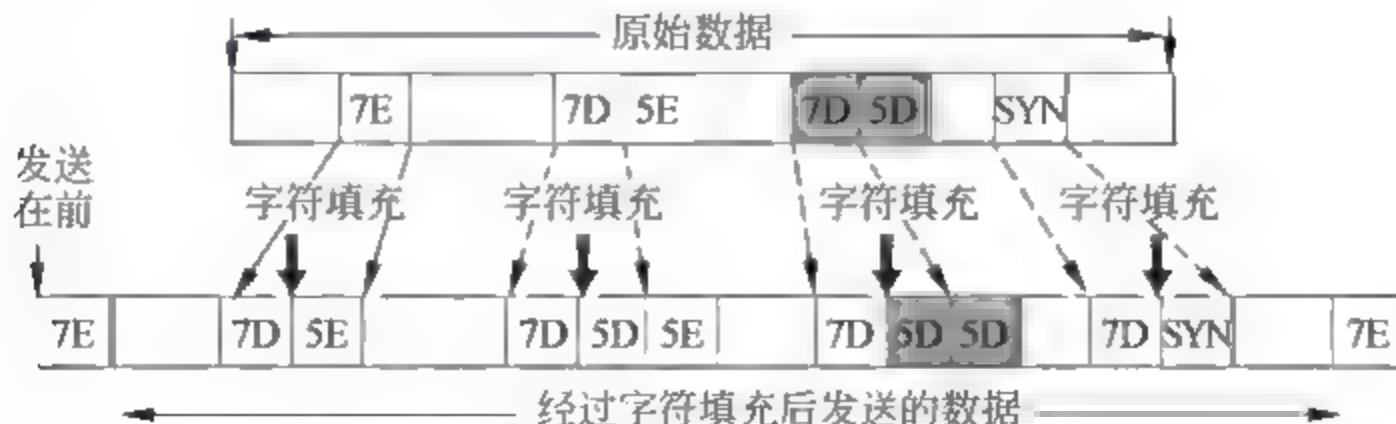 原始数据
7E 7D 5E 7D 5D SYN
发送
在前
字符填充 字符填充 字符填充 字符填充
7E 7D 5E 7D 5D 5E 7D 5D 5D 7D SYN 7E
经过字符填充后发送的数据